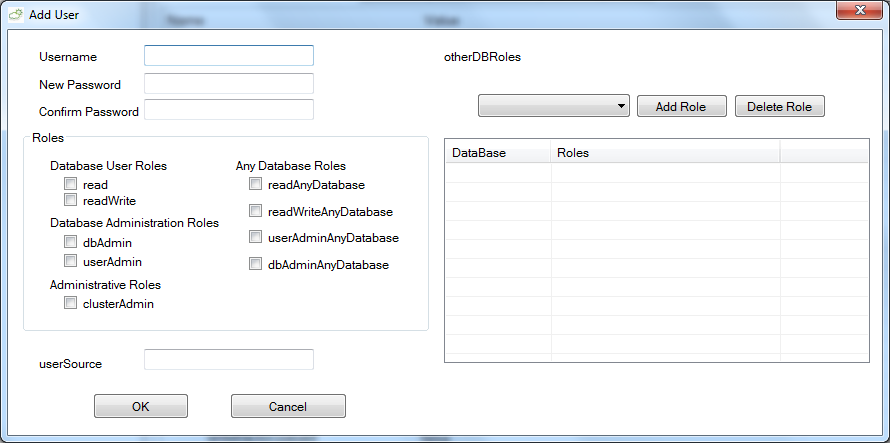 Add User
Username
New Password
Confirm Password
Roles
Database User Roles
read
readWrite
Database Administration Roles
dbAdmin
userAdmin
Administrative Roles
clusterAdmin
Any Database Roles
readAnyDatabase
readWriteAnyDatabase
userAdminAnyDatabase
dbAdminAnyDatabase
userSource
OK Cancel
otherDBRoles
Add Role Delete Role
DataBase Roles